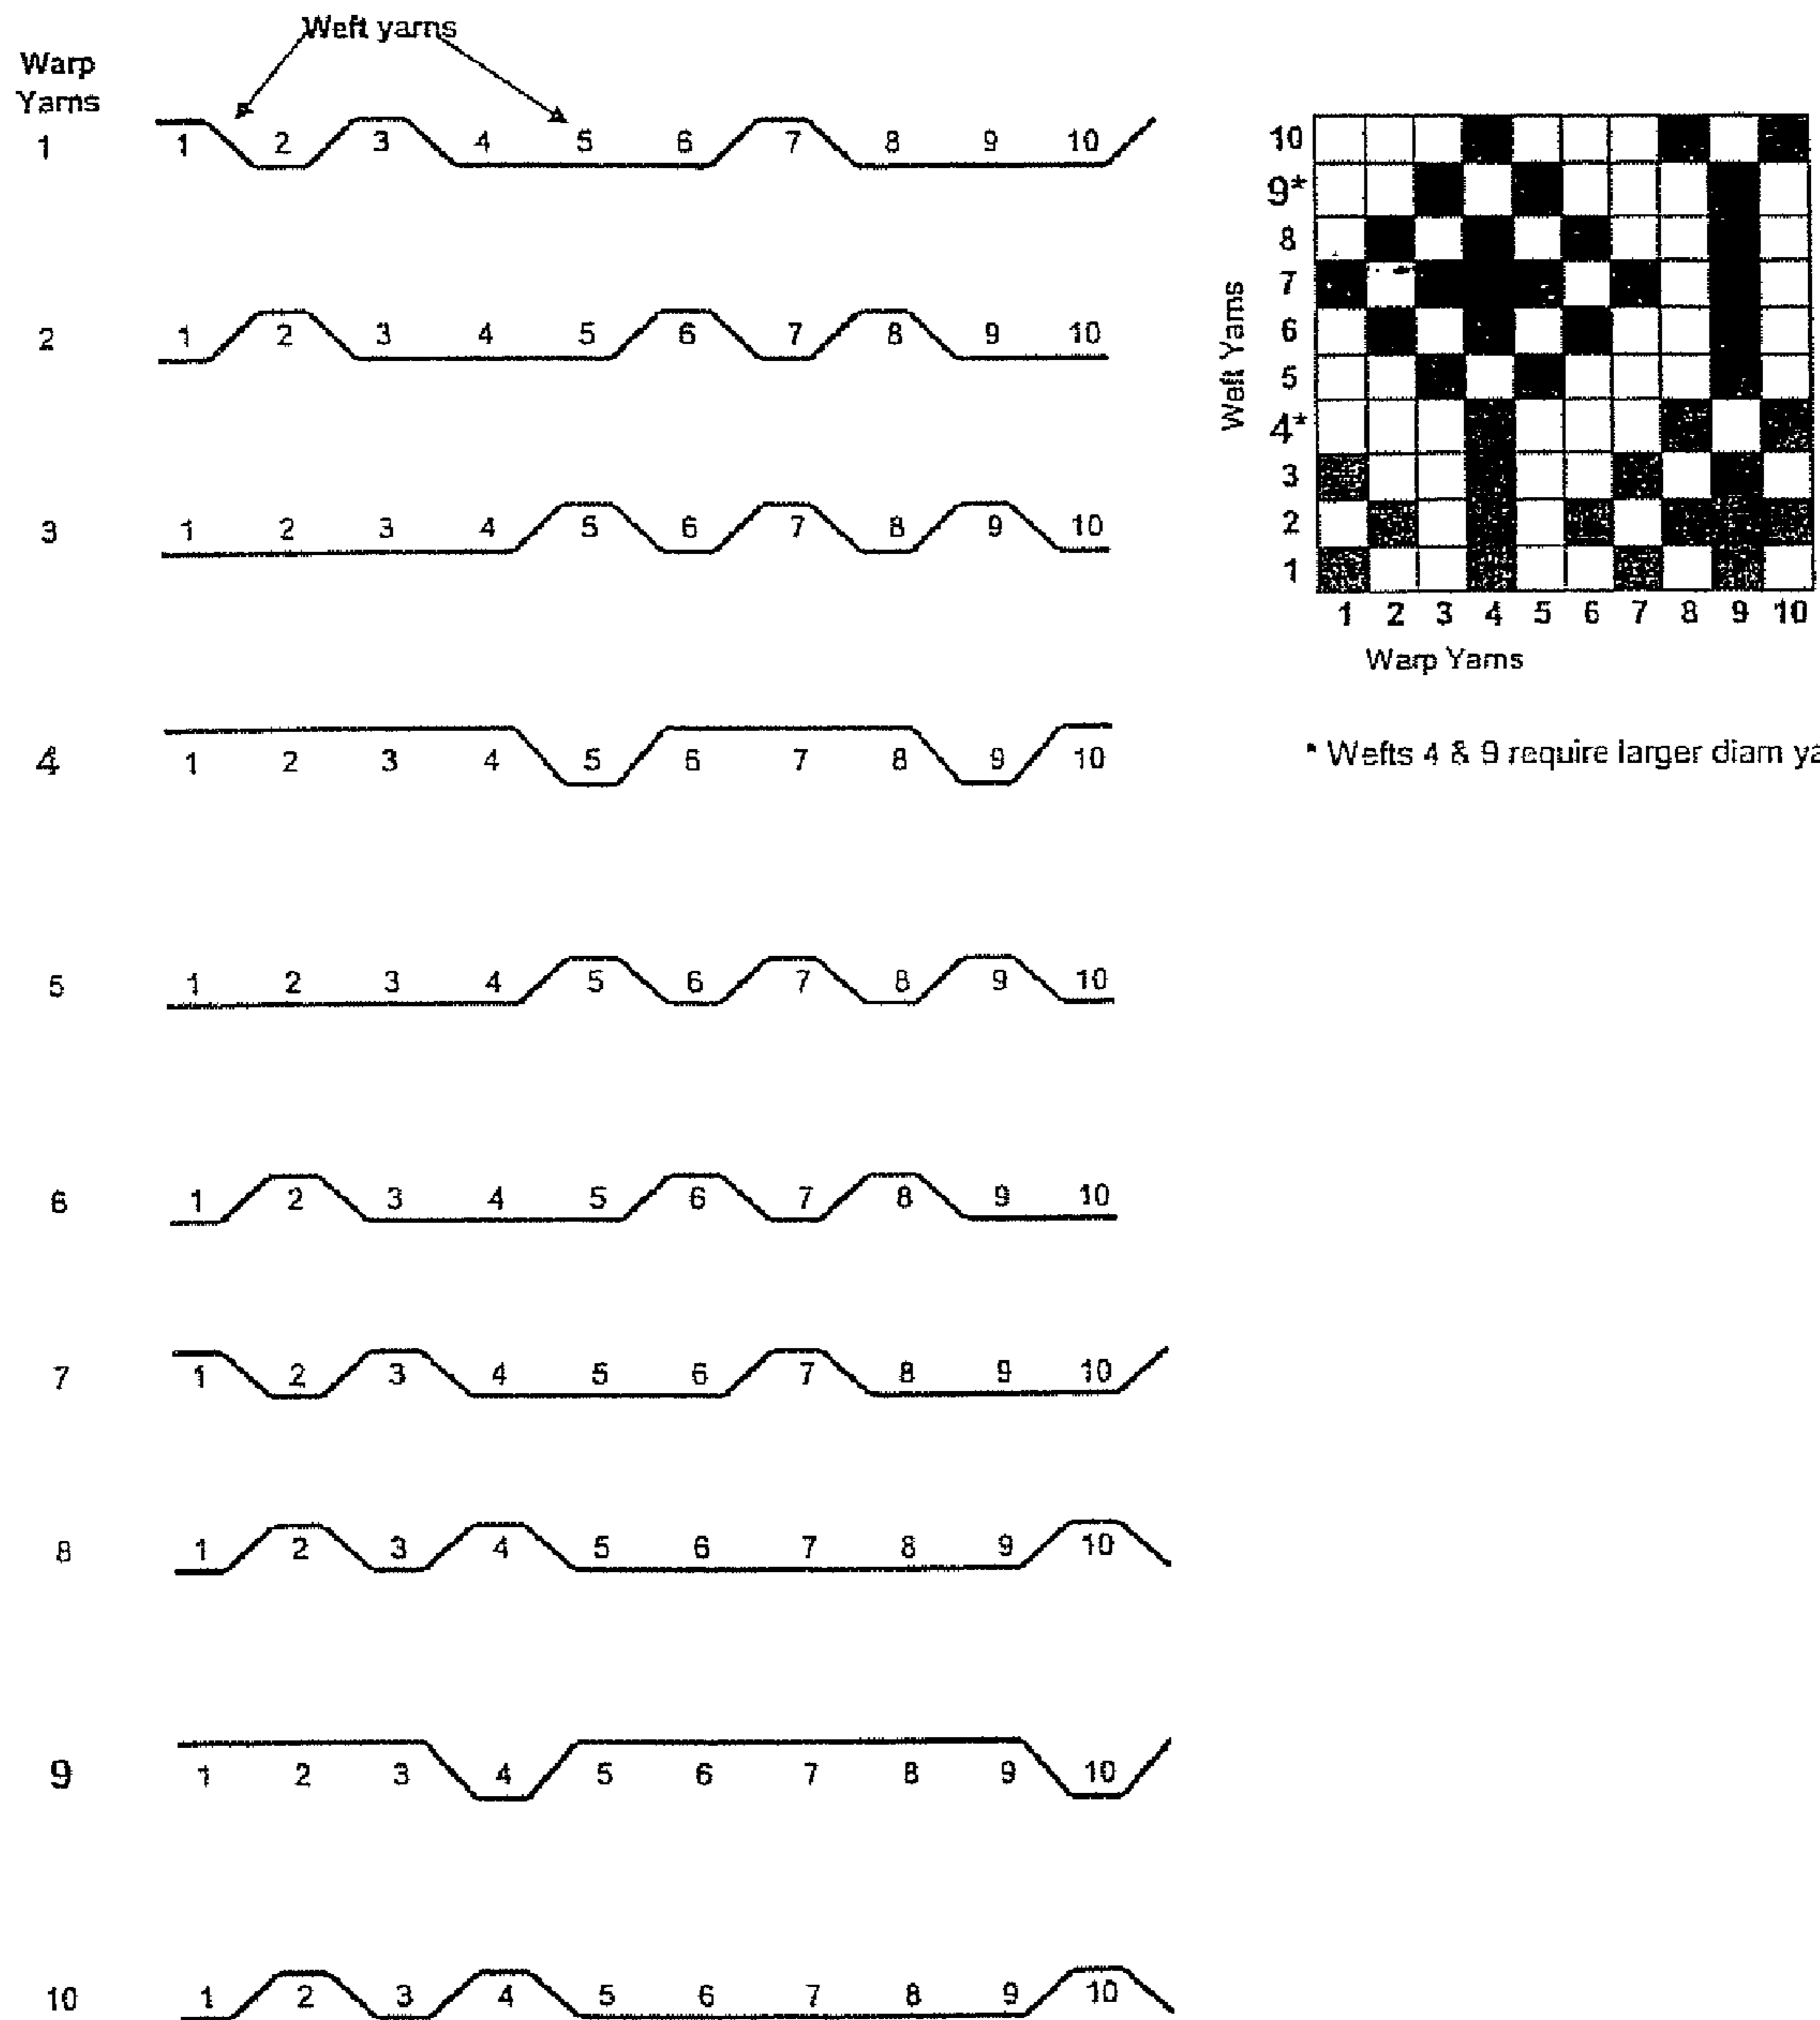 Weft yarns
Warp
Yarns
1 1 2 3 4 5 6 7 8 9 10
2 1 2 3 4 5 6 7 8 9 10
3 1 2 3 4 5 6 7 8 9 10
4 1 2 3 4 5 6 7 8 9 10
5 1 2 3 4 5 6 7 8 9 10
6 1 2 3 4 5 6 7 8 9 10
7 1 2 3 4 5 6 7 8 9 10
8 1 2 3 4 5 6 7 8 9 10
9 1 2 3 4 5 6 7 8 9 10
10 1 2 3 4 5 6 7 8 9 10
Weft Yarns
10
9*
8
7
6
5
4*
3
2
1
1 2 3 4 5 6 7 8 9 10
Warp Yarns
* Wefts 4 & 9 require larger diam ya